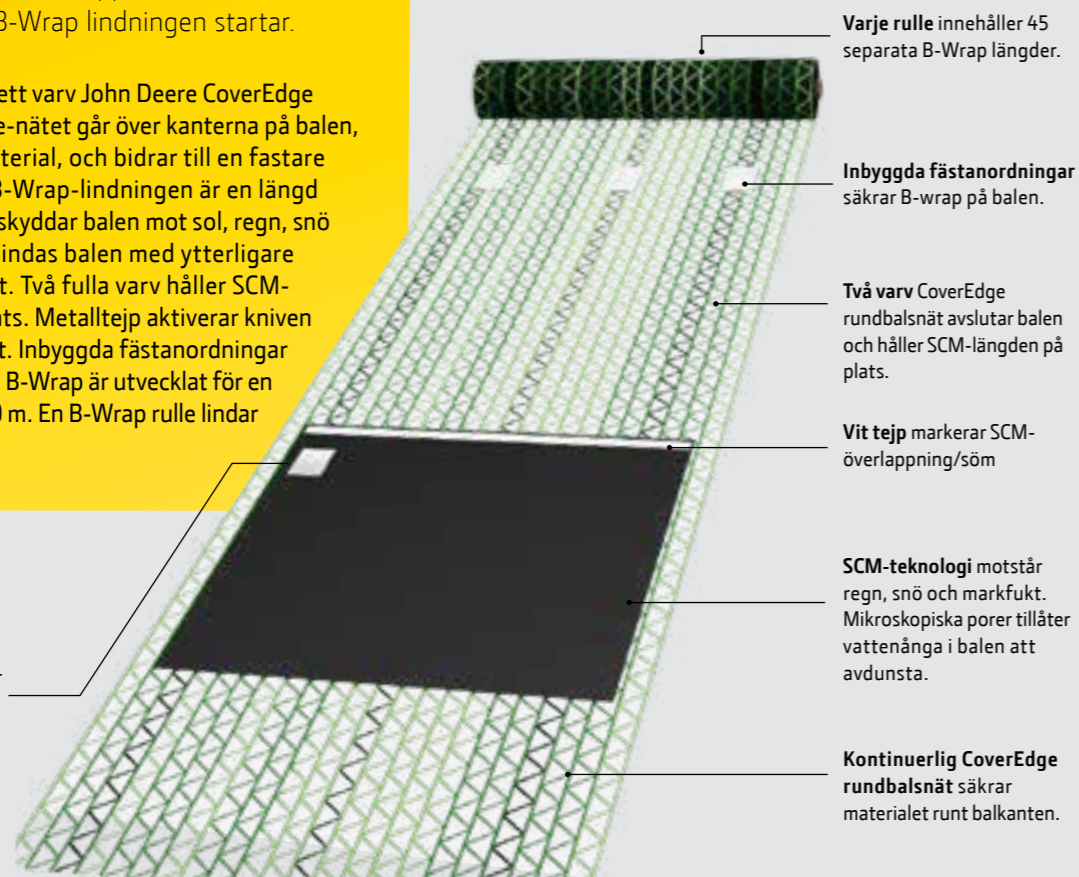 B-Wrap lindningen startar.
ett varv John Deere CoverEdge
e-nätet går över kanterna på balen,
terial, och bidrar till en fastare
B-Wrap-lindningen är en längd
skyddar balen mot sol, regn, snö
lindas balen med ytterligare
t. Två fulla varv håller SCM-
ats. Metalltejp aktiverar kniven
t. Inbyggda fästanordningar
B-Wrap är utvecklat för en
0 m. En B-Wrap rulle lindar
Varje rulle innehåller 45
separata B-Wrap längder.
Inbyggda fästanordningar
säkrar B-wrap på balen.
Två varv CoverEdge
rundbalsnät avslutar balen
och håller SCM-längden på
plats.
Vit tejp markerar SCM-
överlappning/söm
SCM-teknologi motstår
regn, snö och markfukt.
Mikroskopiska porer tillåter
vattenånga i balen att
avdunsta.
Kontinuerlig CoverEdge
rundbalsnät säkrar
materialet runt balkanten.